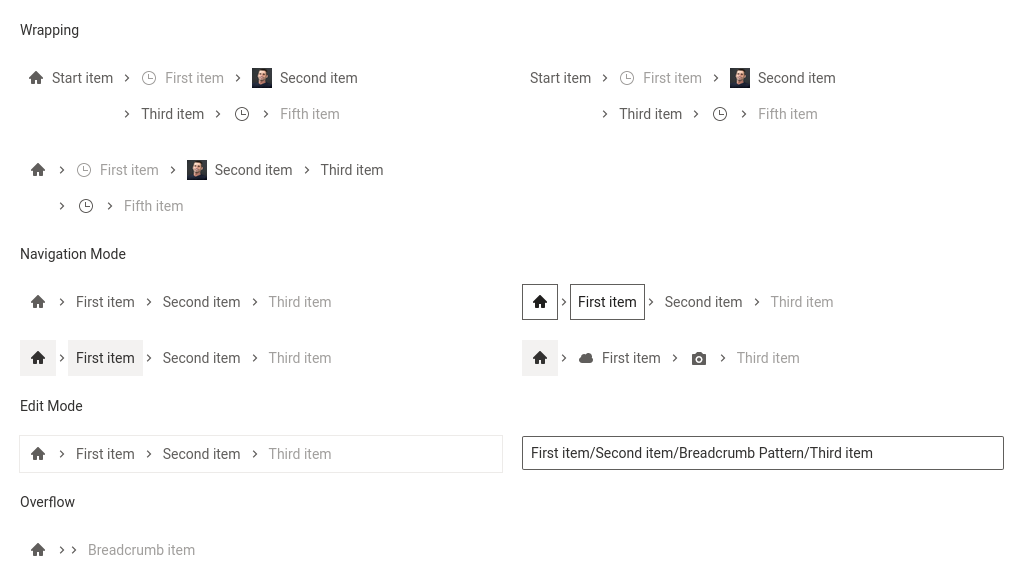 Wrapping
Start item First item Second item
Third item Fifth item
Start item First item Second item
Third item Fifth item
First item Second item Third item
Fifth item
Navigation Mode
First item Second item Third item
First item Second item Third item
First item Second item Third item
First item Third item
Edit Mode
First item Second item Third item
First item/Second item/Breadcrumb Pattern/Third item
Overflow
Breadcrumb item